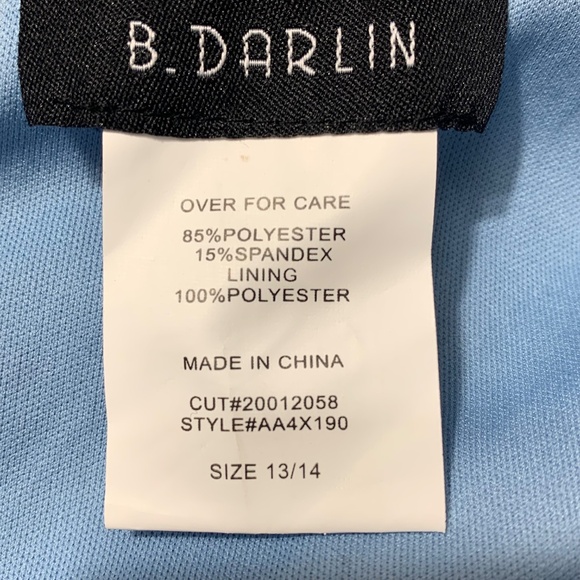 B. DARLIN
OVER FOR CARE
85%POLYESTER
15%SPANDEX
LINING
100%POLYESTER
MADE IN CHINA
CUT#20012058
STYLE#AA4X190
SIZE 13/14